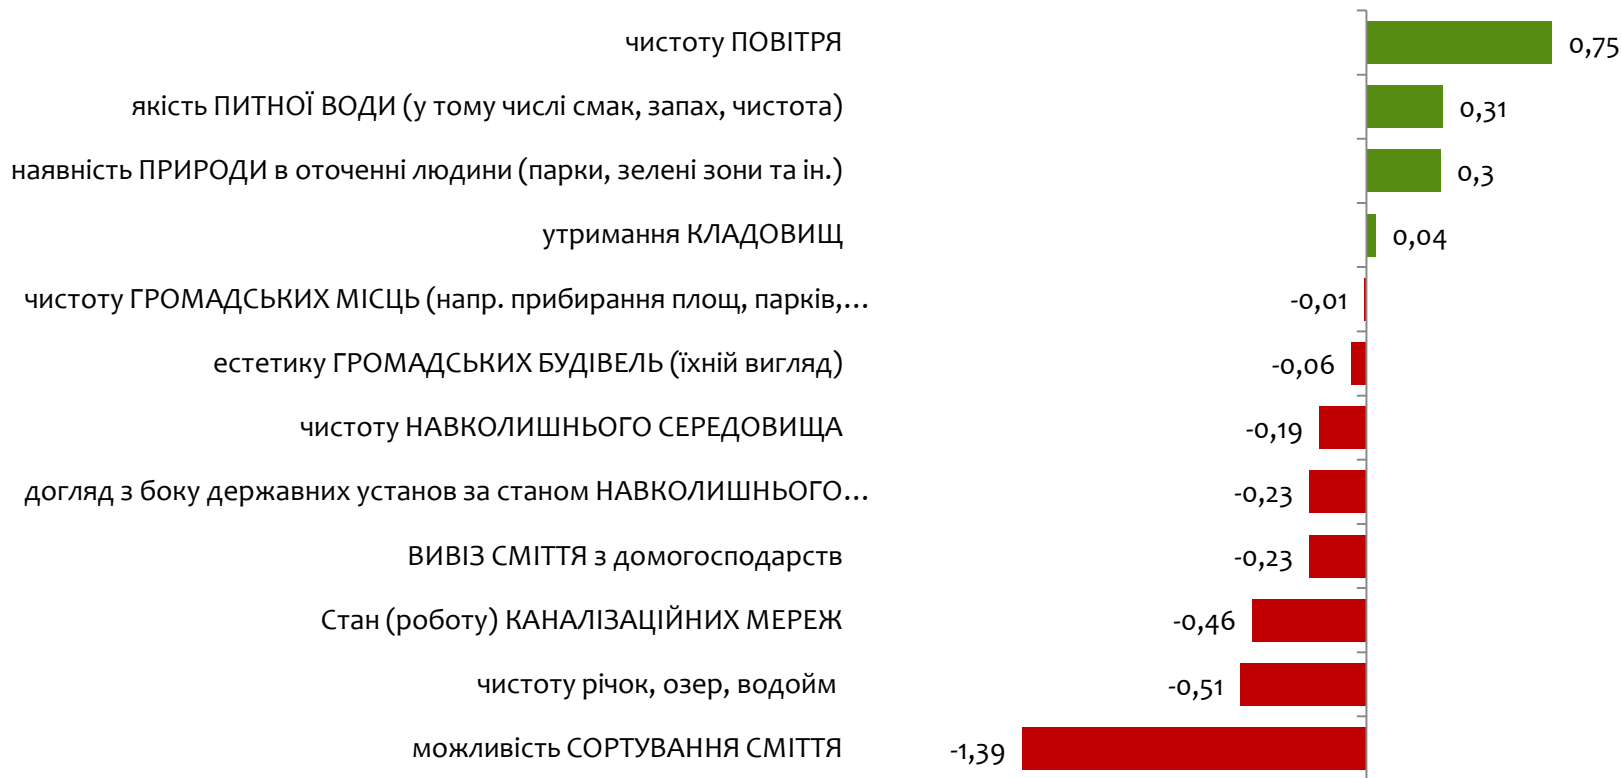 чистоту ПОВІТРЯ 0,75
якість ПИТНОЇ ВОДИ (у тому числі смак, запах, чистота) 0,31
наявність ПРИРОДИ в оточенні людини (парки, зелені зони та ін.) 0,3
утримання КЛАДОВИЩ 0,04
чистоту ГРОМАДСЬКИХ МІСЦЬ (напр. прибирання площ, парків,... -0,01
естетику ГРОМАДСЬКИХ БУДІВЕЛЬ (їхній вигляд) -0,06
чистоту НАВКОЛИШНЬОГО СЕРЕДОВИЩА -0,19
догляд з боку державних установ за станом НАВКОЛИШНЬОГО... -0,23
ВИВІЗ СМІТТЯ з домогосподарств -0,23
Стан (роботу) КАНАЛІЗАЦІЙНИХ МЕРЕЖ -0,46
чистоту річок, озер, водойм -0,51
можливість СОРТУВАННЯ СМІТТЯ -1,39